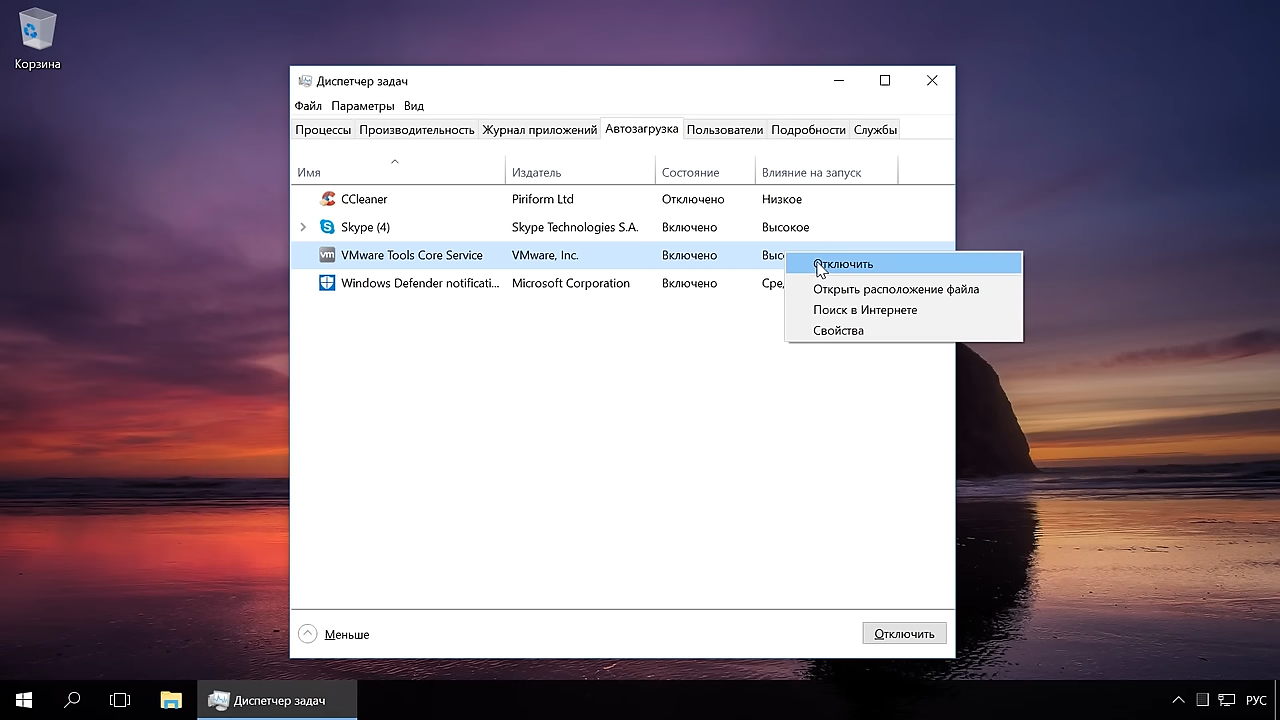 Корзина
Диспетчер задач
Файл Параметры Вид
Процессы Производительность Журнал приложений Автозагрузка Пользователи Подробности Службы
Имя Издатель Состояние Влияние на запуск
CCleaner Piriform Ltd Отключено Низкое
Skype (4) Skype Technologies S.A. Включено Высокое
vm VMware Tools Core Service VMware, Inc. Включено
Отключить
Windows Defender notificati... Microsoft Corporation Включено
Открыть расположение файла
Поиск в Интернете
Свойства
Меньше Отключить
Диспетчер задач РУС